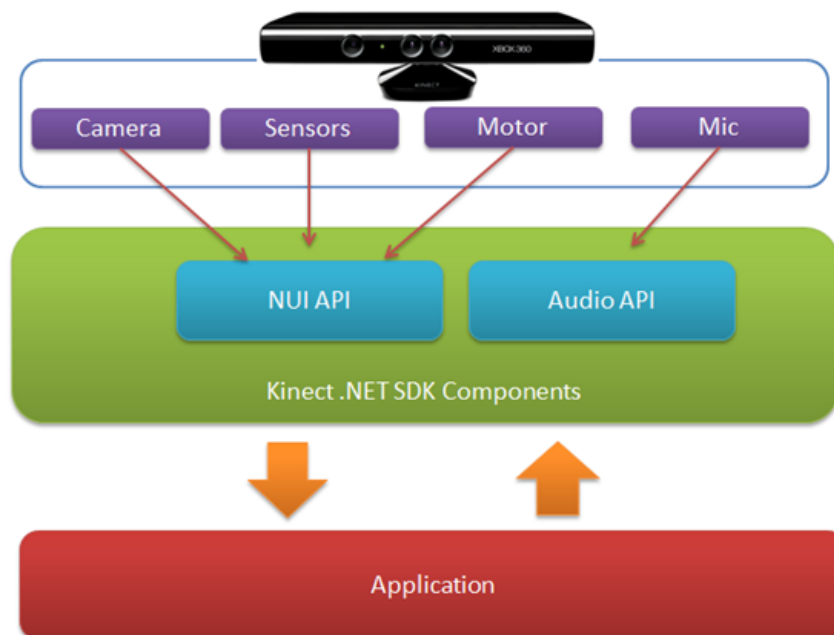 XBOX 360
KINECT
Camera
Sensors
Motor
Mic
NUI API
Audio API
Kinect .NET SDK Components
Application